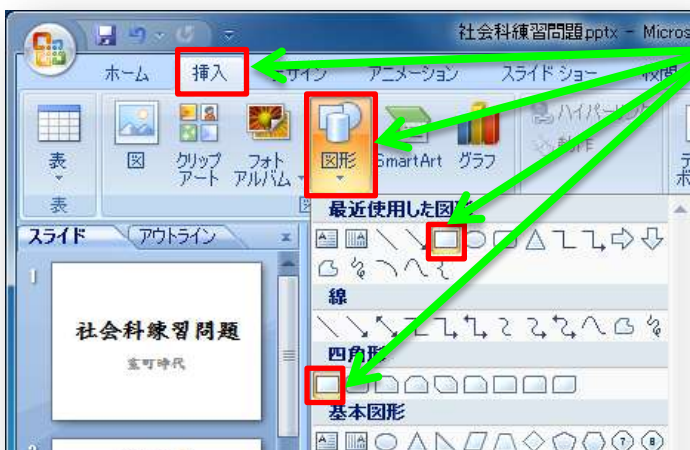 社会科練習問題.pptx - Micros
ホーム 挿入 デザイン アニメーション スライド ショー 校閲
表 図 クリップ アート フォト アルバム 図形 SmartArt グラフ ハイパーリンク
表
最近使用した図形
スライド アウトライン
1
線
社会科練習問題
室町時代
四角形
基本図形
2